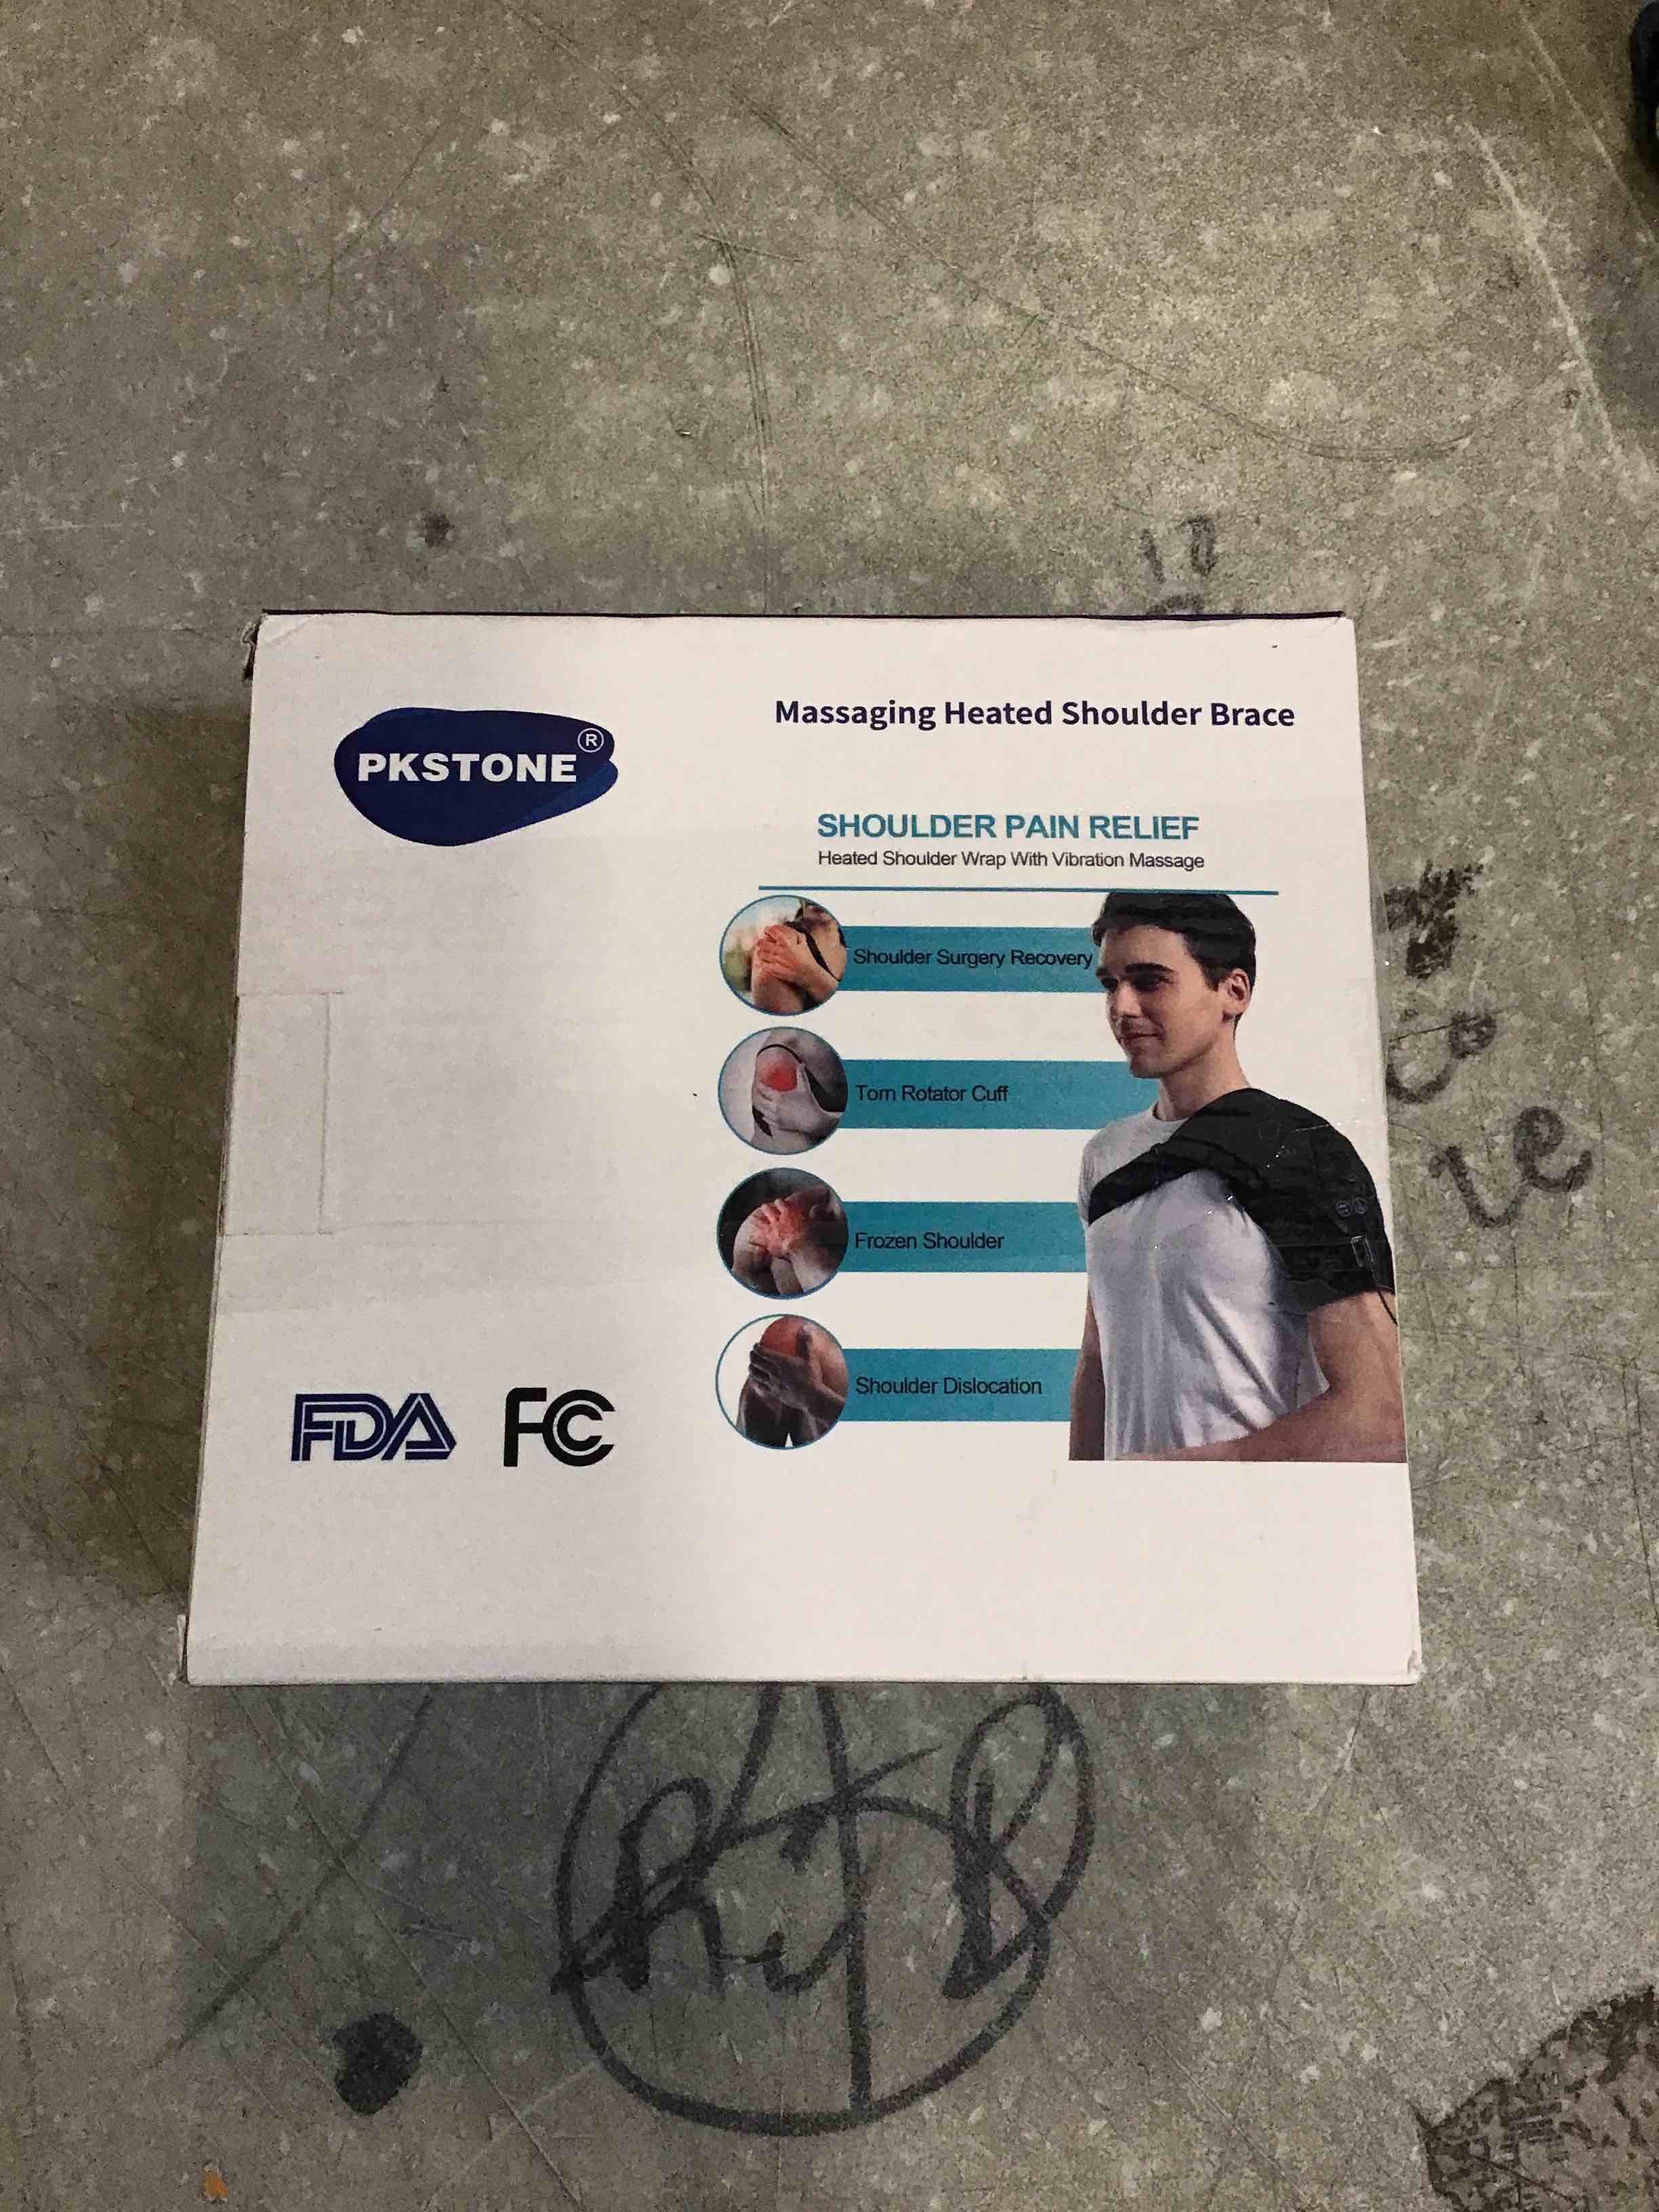 PKSTONE®
Massaging Heated Shoulder Brace
SHOULDER PAIN RELIEF
Heated Shoulder Wrap With Vibration Massage
Shoulder Surgery Recovery
Torn Rotator Cuff
Frozen Shoulder
Shoulder Dislocation
FDA FC